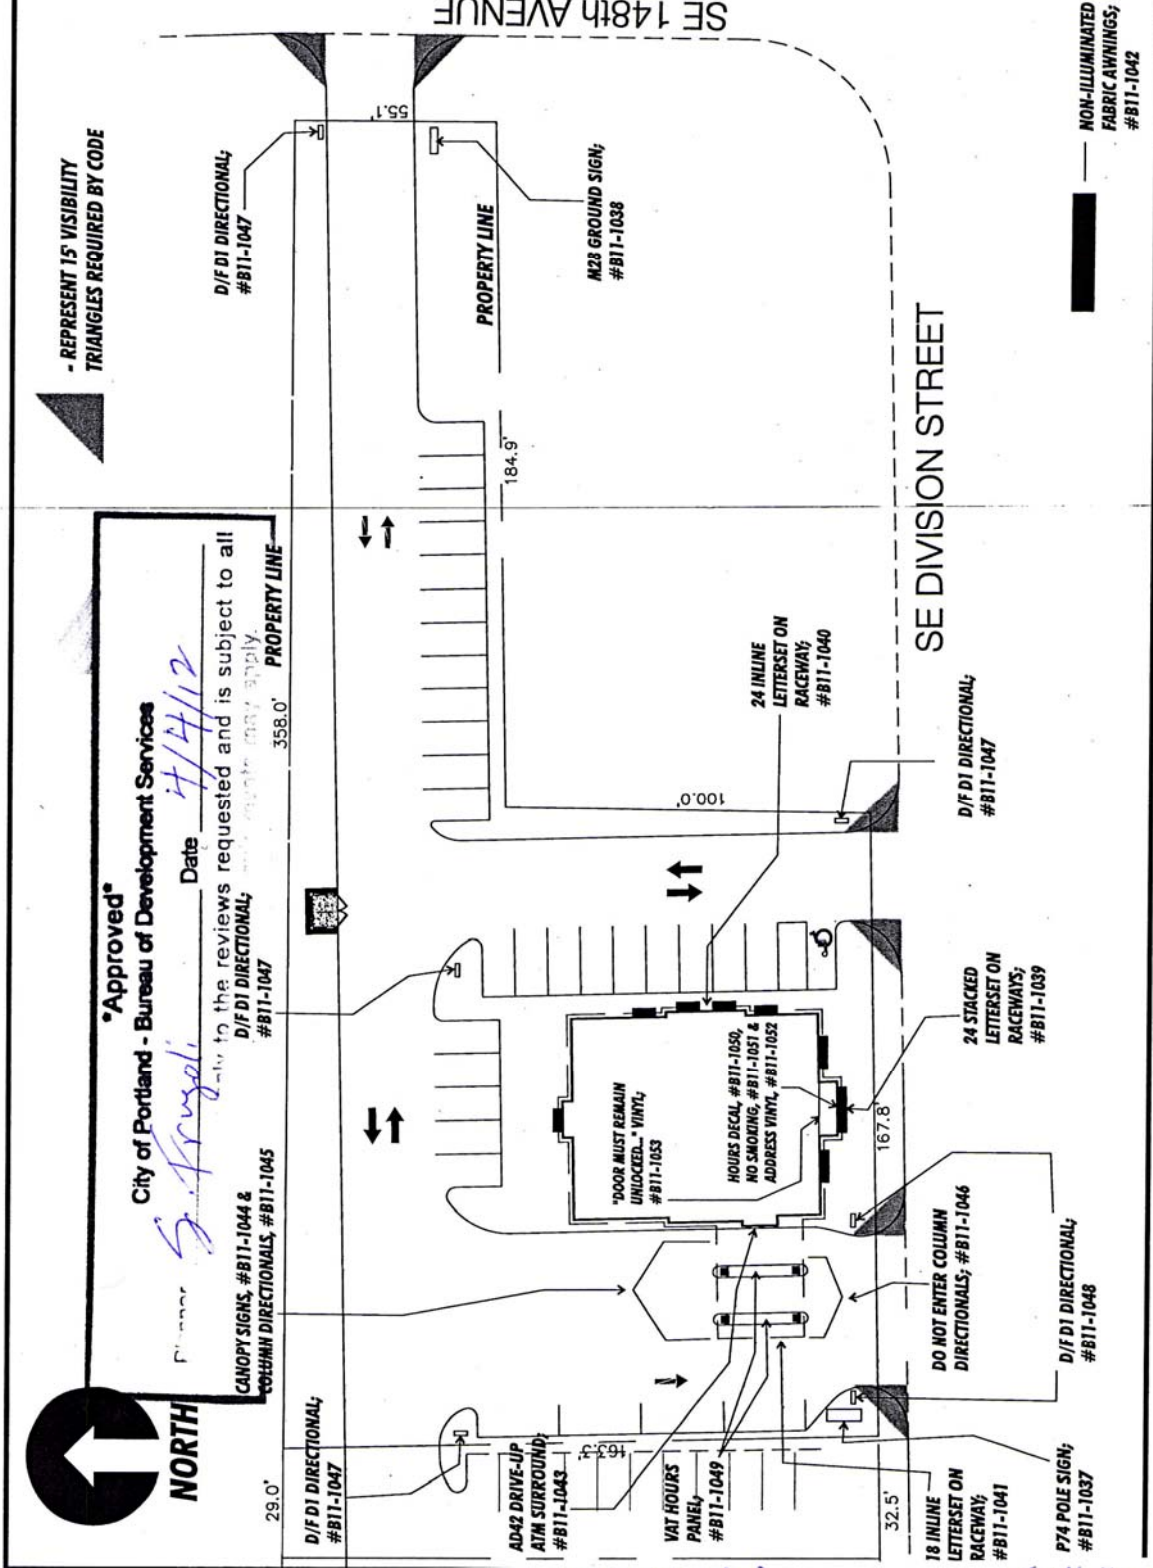 SE 148th AVENUE
- REPRESENT 15' VISIBILITY
TRIANGLES REQUIRED BY CODE
*Approved*
City of Portland - Bureau of Development Services
Date 4/4/12
to the reviews requested and is subject to all
may apply.
NORTH
CANOPY SIGNS, #B11-1044 &
COLUMN DIRECTIONALS, #B11-1045
D/F D1 DIRECTIONAL;
#B11-1047
PROPERTY LINE
358.0'
29.0'
D/F D1 DIRECTIONAL;
#B11-1047
D/F D1 DIRECTIONAL;
#B11-1047
55.1'
M28 GROUND SIGN;
#B11-1038
PROPERTY LINE
184.9'
24 INLINE
LETTERSET ON
RACEWAY;
#B11-1040
100.0'
AD42 DRIVE-UP
ATM SURROUND;
#B11-1043
163.3'
VAT HOURS
PANEL;
#B11-1049
"DOOR MUST REMAIN
UNLOCKED..." VINYL;
#B11-1053
HOURS DECAL, #B11-1050,
NO SMOKING, #B11-1051 &
ADDRESS VINYL, #B11-1052
167.8'
32.5'
SE DIVISION STREET
18 INLINE
LETTERSET ON
RACEWAY;
#B11-1041
DO NOT ENTER COLUMN
DIRECTIONALS; #B11-1046
24 STACKED
LETTERSET ON
RACEWAYS;
#B11-1039
D/F D1 DIRECTIONAL;
#B11-1047
P74 POLE SIGN;
#B11-1037
D/F D1 DIRECTIONAL;
#B11-1048
NON-ILLUMINATED
FABRIC AWNINGS;
#B11-1042